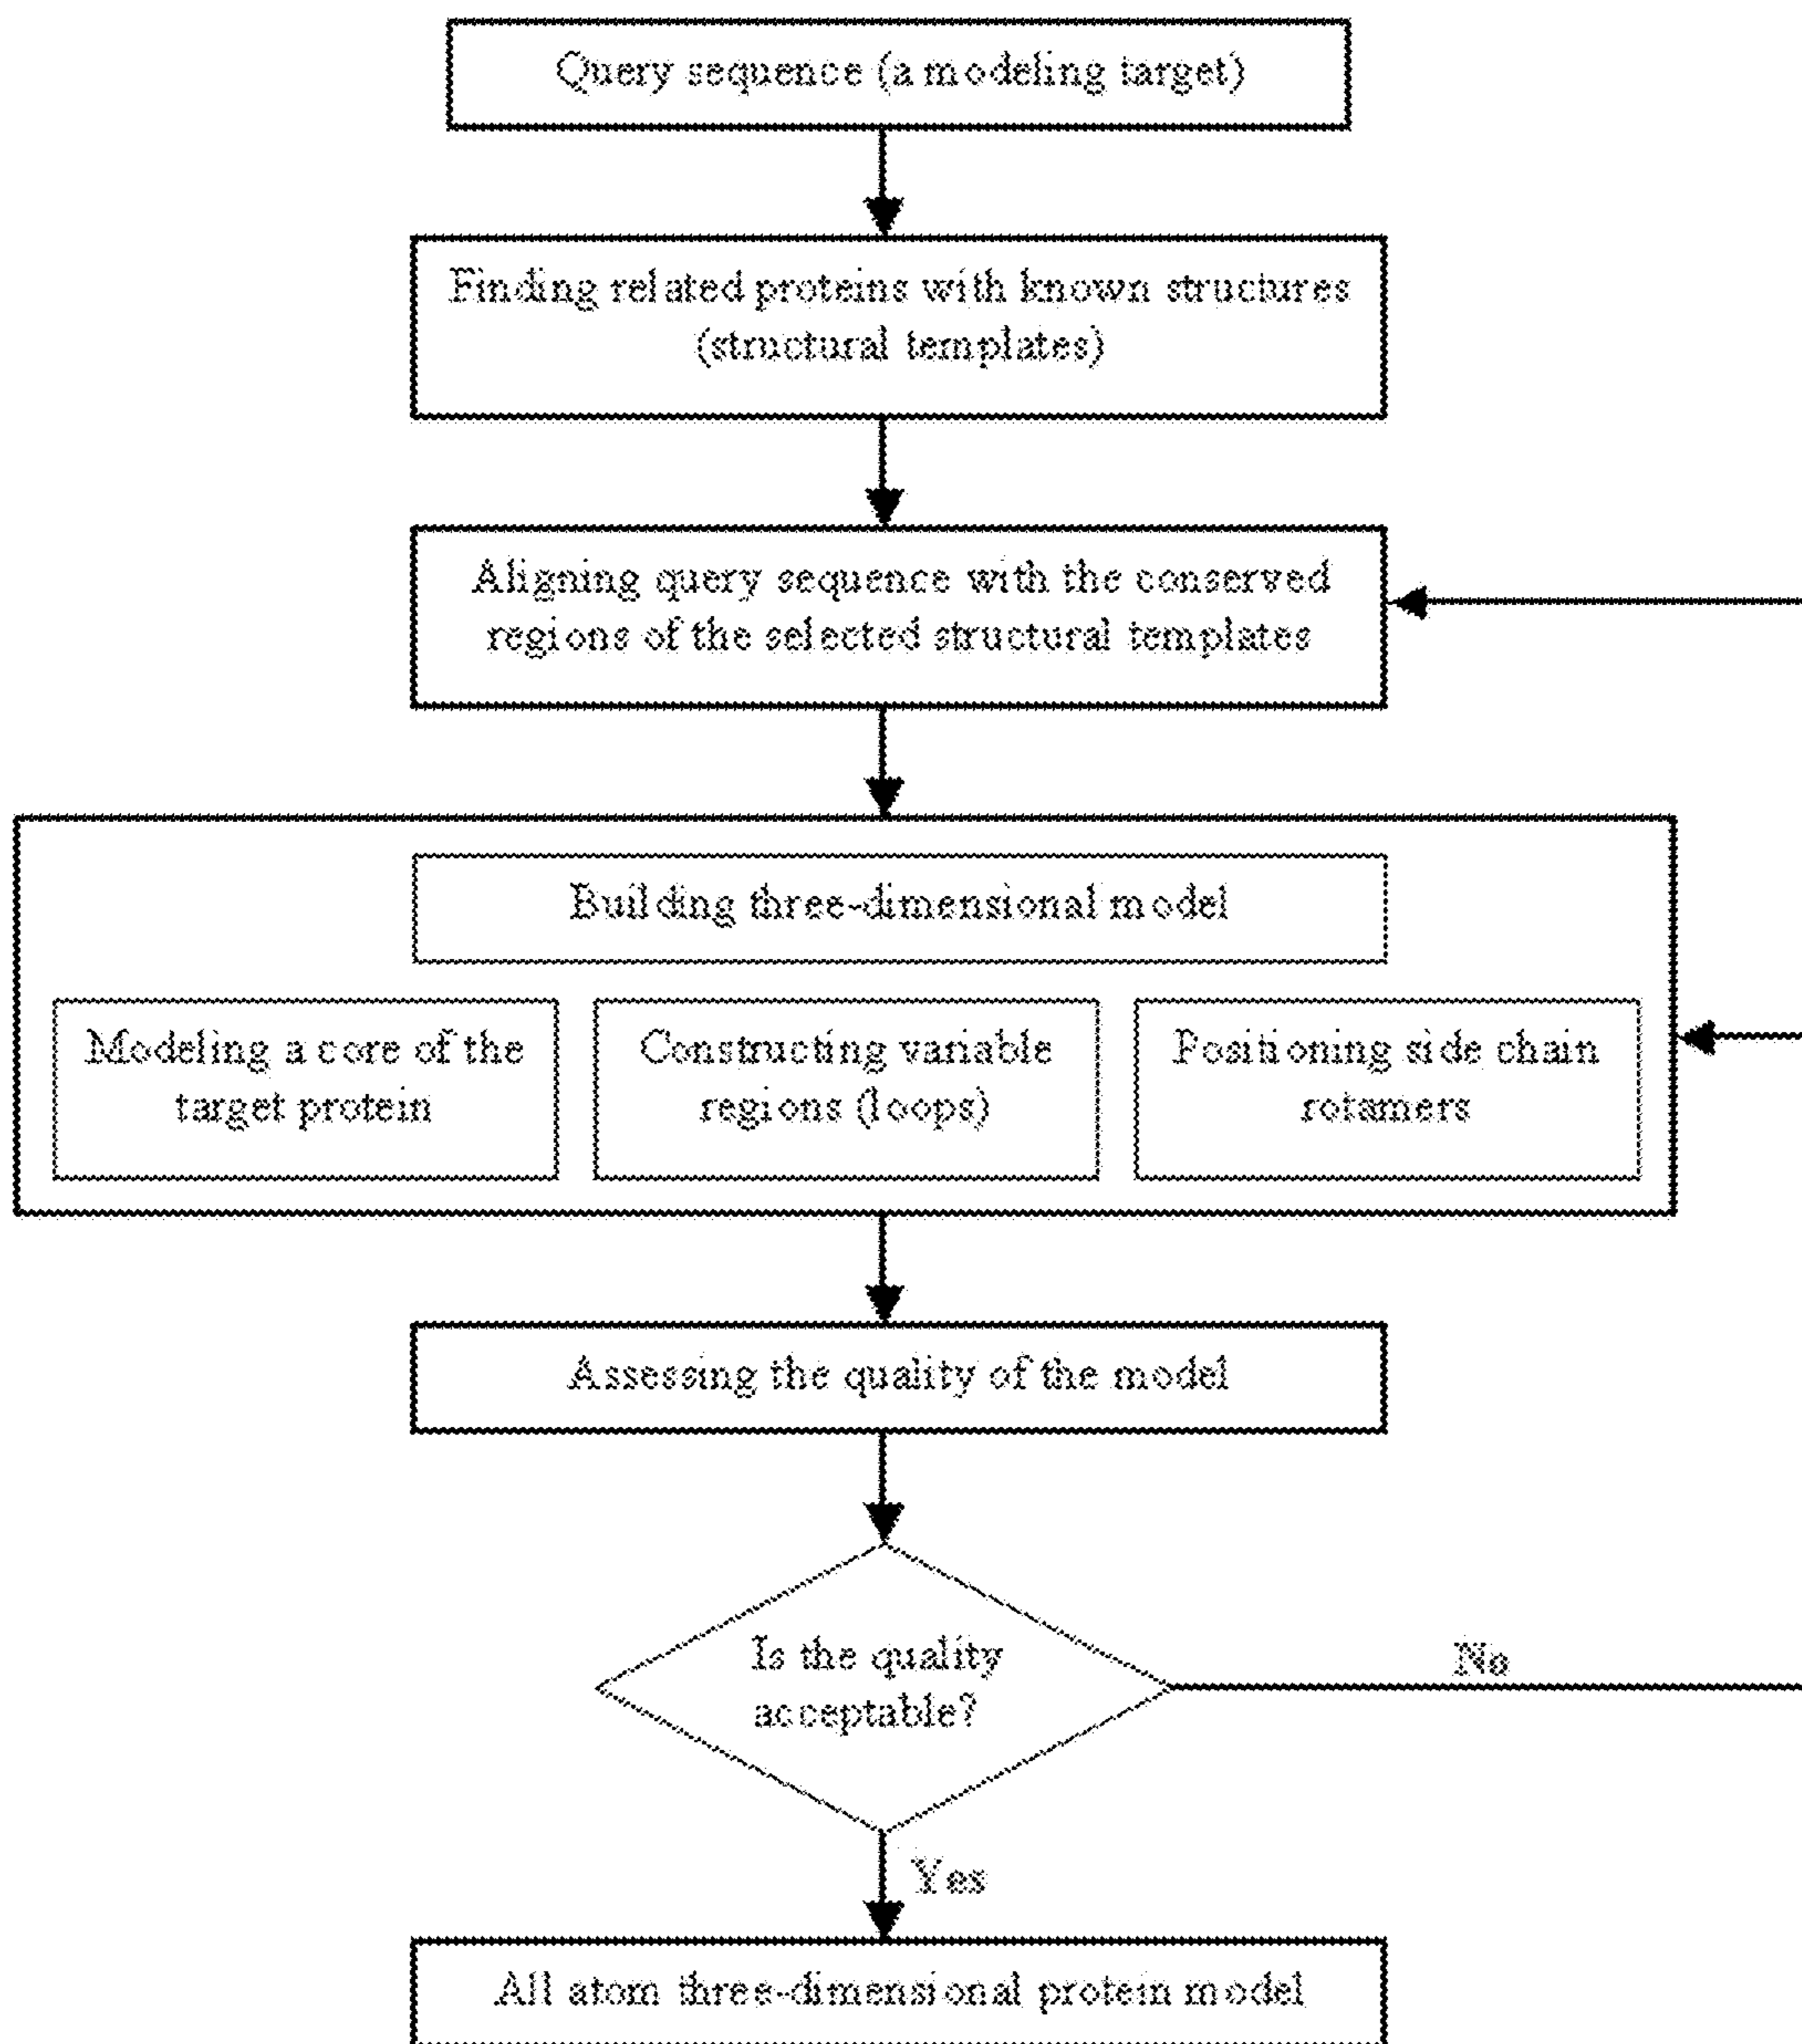 Query sequence (a modeling target)
Finding related proteins with known structures
(structural templates)
Aligning query sequence with the conserved
regions of the selected structural templates
Building three-dimensional model
Modeling a core of the
target protein
Constructing variable
regions (loops)
Positioning side chain
rotamers
Assessing the quality of the model
Is the quality
acceptable?
No
Yes
All atom three-dimensional protein model